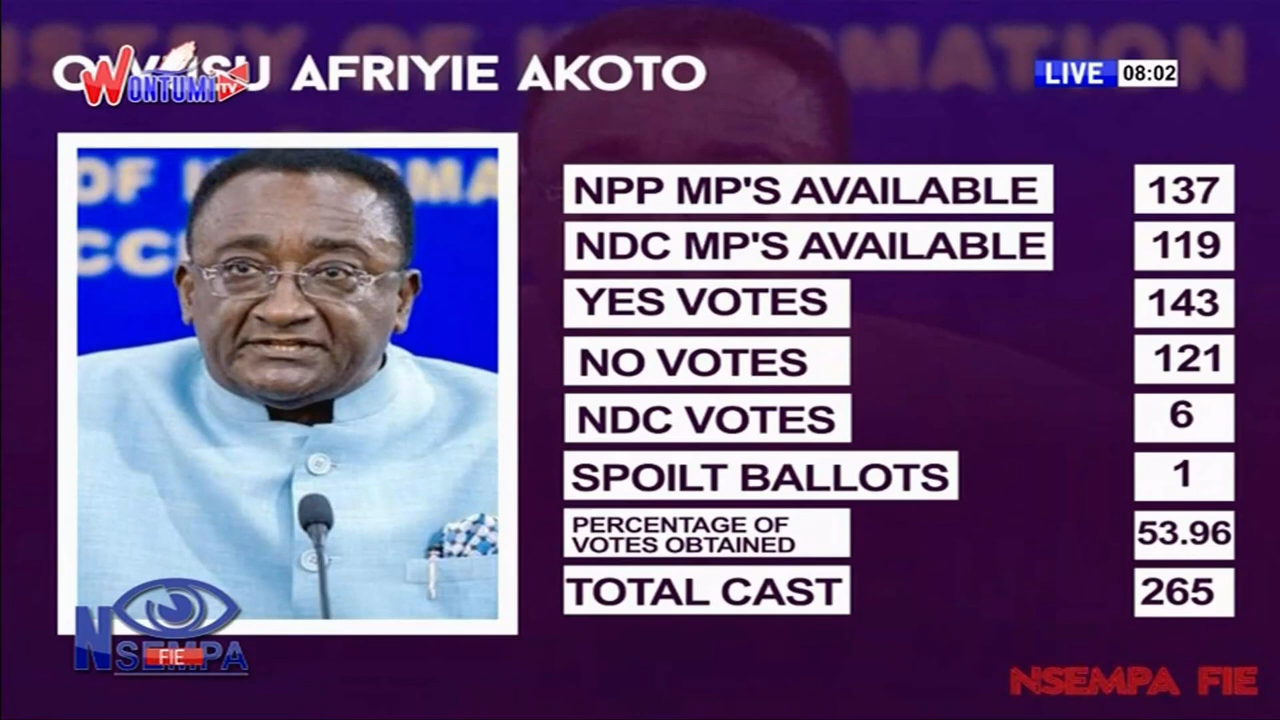 AFRIYIE AKOTO
WONTUMI TV
LIVE 08:02
OF
NPP MP'S AVAILABLE 137
NDC MP'S AVAILABLE 119
YES VOTES 143
NO VOTES 121
NDC VOTES 6
SPOILT BALLOTS 1
PERCENTAGE OF
VOTES OBTAINED 53.96
TOTAL CAST 265
NSEMPA
FIE
NSEMPA FIE